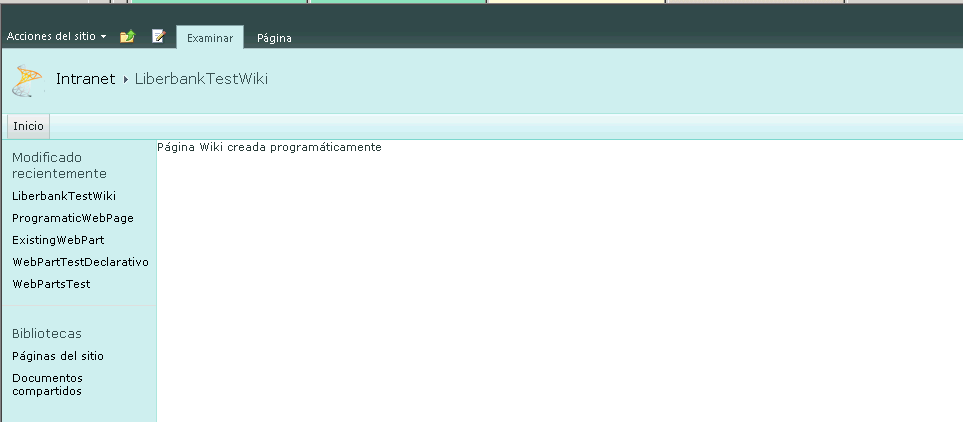 Acciones del sitio
Examinar
Página
Intranet LiberbankTestWiki
Inicio
Modificado
recientemente
LiberbankTestWiki
ProgramaticWebPage
ExistingWebPart
WebPartTestDeclarativo
WebPartsTest
Bibliotecas
Páginas del sitio
Documentos
compartidos
Página Wiki creada programáticamente